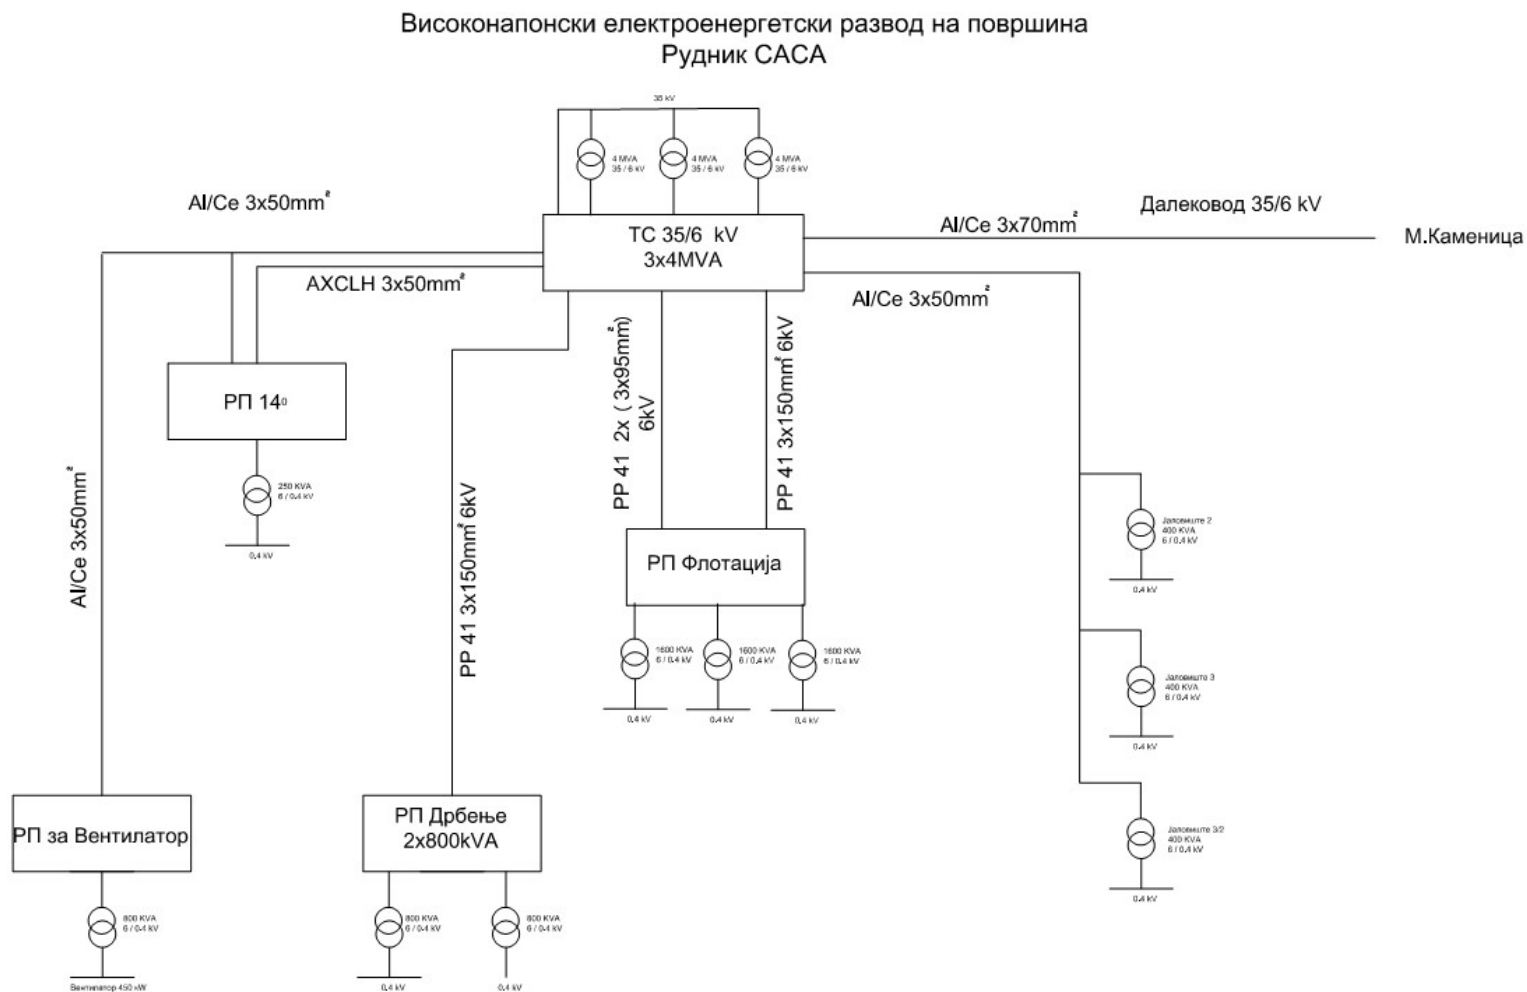 Високонапонски електроенергетски развод на површина
Рудник САСА
35 kV
4 MVA
35 / 6 kV
4 MVA
35 / 6 kV
4 MVA
35 / 6 kV
Al/Ce 3x50mm²
ТС 35/6 kV
3x4MVA
Al/Ce 3x70mm²
Далековод 35/6 kV
М.Каменица
AXCLH 3x50mm²
Al/Ce 3x50mm²
РП 14⁰
250 KVA
6 / 0.4 kV
0.4 kV
Al/Ce 3x50mm²
PP 41 3x150mm² 6kV
PP 41 2x ( 3x95mm²)
6kV
PP 41 3x150mm² 6kV
РП Флотација
1600 KVA
6 / 0.4 kV
0.4 kV
1600 KVA
6 / 0.4 kV
0.4 kV
1600 KVA
6 / 0.4 kV
0.4 kV
Јаловиште 2
400 KVA
6 / 0.4 kV
0.4 kV
Јаловиште 3
400 KVA
6 / 0.4 kV
0.4 kV
Јаловиште 3/2
400 KVA
6 / 0.4 kV
0.4 kV
РП за Вентилатор
800 KVA
6 / 0.4 kV
Вентилатор 450 kW
РП Дрбење
2x800kVA
800 KVA
6 / 0.4 kV
0.4 kV
800 KVA
6 / 0.4 kV
0.4 kV